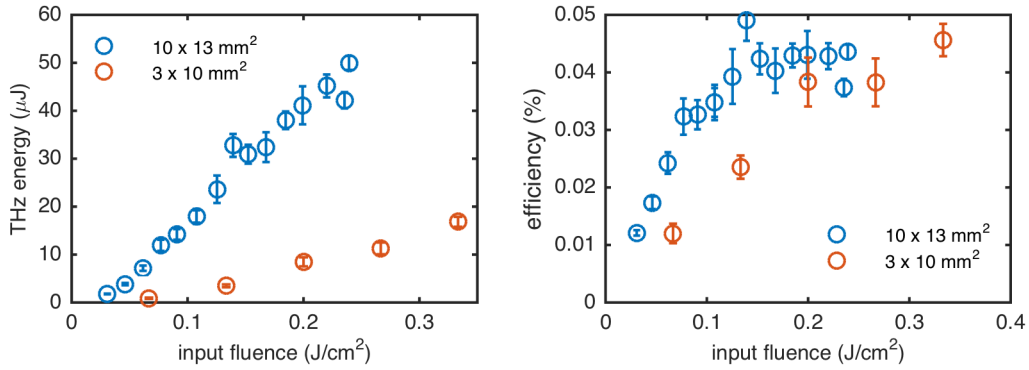 60
50
40
30
20
10
0
THz energy (μJ)
10 x 13 mm²
3 x 10 mm²
0 0.1 0.2 0.3
input fluence (J/cm²)
0.05
0.04
0.03
0.02
0.01
0
efficiency (%)
10 x 13 mm²
3 x 10 mm²
0 0.1 0.2 0.3 0.4
input fluence (J/cm²)